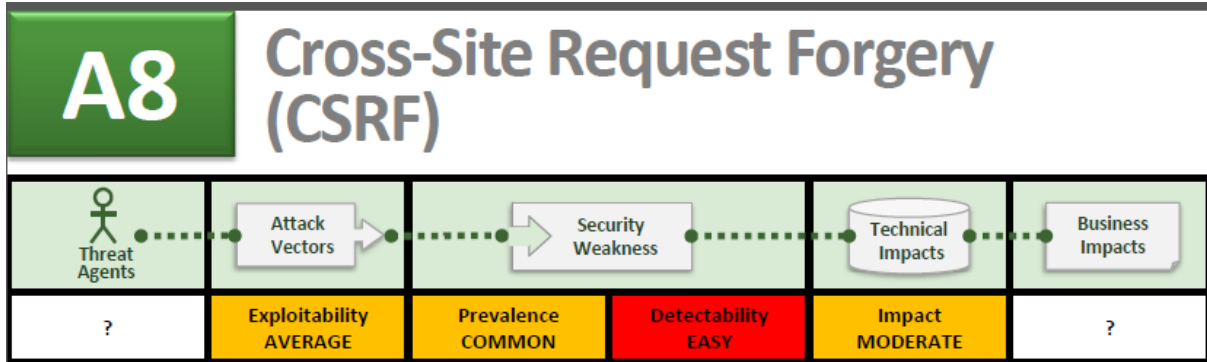 A8
Cross-Site Request Forgery
(CSRF)
Threat
Agents
Attack
Vectors
Security
Weakness
Technical
Impacts
Business
Impacts
?
Exploitability
AVERAGE
Prevalence
COMMON
Detectability
EASY
Impact
MODERATE
?